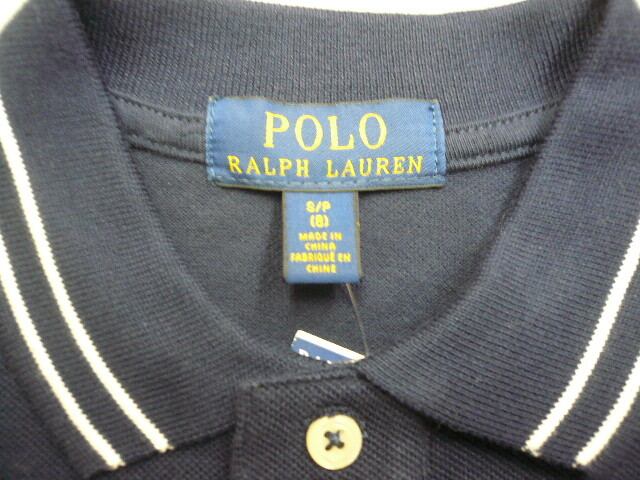 POLO
RALPH LAUREN
S/P
(8)
MADE IN
CHINA
FABRIQUÉ EN
CHINE